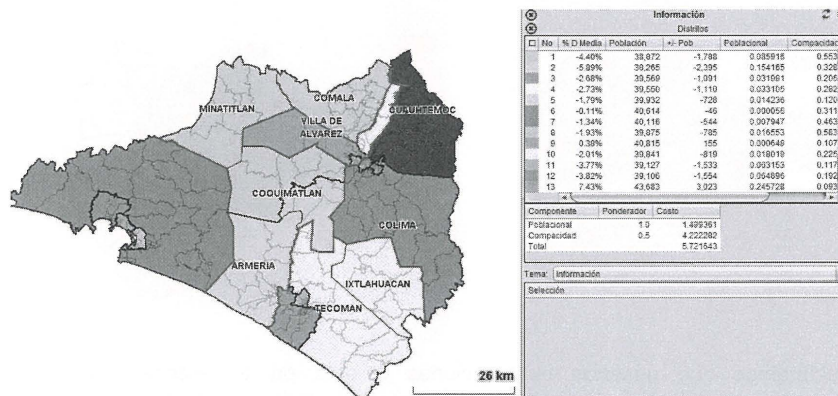 MINATITLAN
COMALA
CUAUHTEMOC
VILLA DE
ALVAREZ
COQUIMATLAN
COLIMA
ARMERIA
IXTLAHUACAN
TECOMAN
26 km
Información
Distritos
No % D Media Población +/- Pob Poblacional Compacidad
1 -4.40% 38,872 -1,788 0.085916 0.553
2 -5.89% 38,265 -2,395 0.154165 0.328
3 -2.68% 39,569 -1,091 0.031991 0.205
4 -2.73% 39,550 -1,110 0.033105 0.282
5 -1.79% 39,932 -728 0.014236 0.120
6 -0.11% 40,614 -46 0.000056 0.311
7 -1.34% 40,116 -544 0.007947 0.463
8 -1.93% 39,875 -785 0.016553 0.583
9 0.38% 40,815 155 0.000648 0.107
10 -2.01% 39,841 -819 0.018018 0.225
11 -3.77% 39,127 -1,533 0.063153 0.117
12 -3.82% 39,106 -1,554 0.064896 0.192
13 7.43% 43,683 3,023 0.245728 0.093
Componente Ponderador Costo
Poblacional 1.0 1.499361
Compacidad 0.5 4.222282
Total 5.721643
Tema: Información
Selección